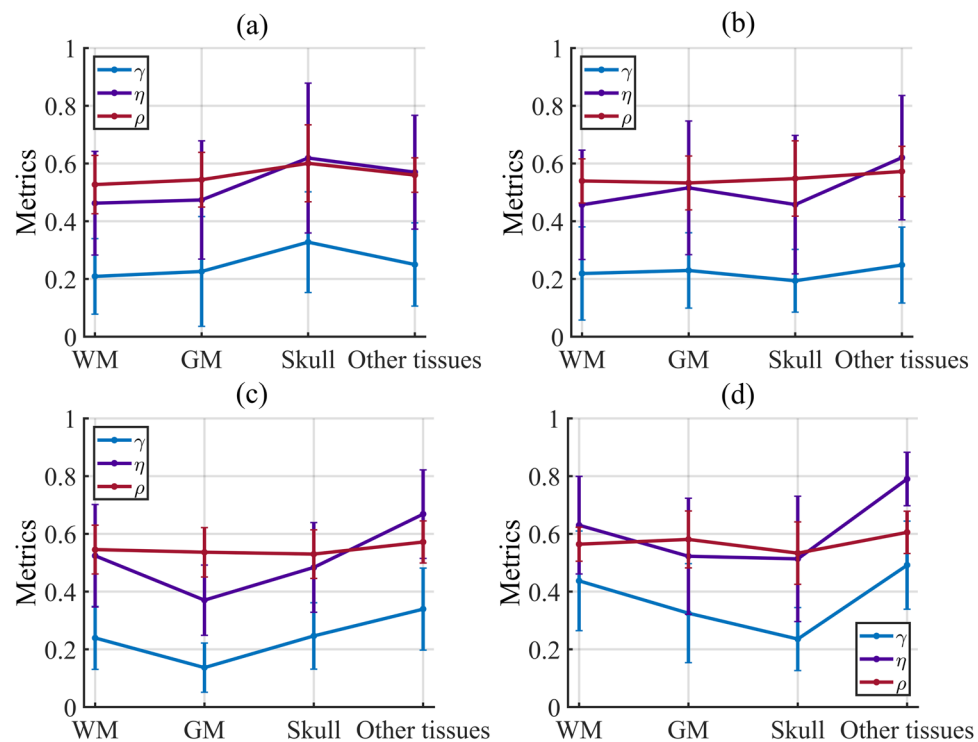 (a)
1
0.8
0.6
0.4
0.2
0
Metrics
γ
η
ρ
WM GM Skull Other tissues
(b)
1
0.8
0.6
0.4
0.2
0
Metrics
γ
η
ρ
WM GM Skull Other tissues
(c)
1
0.8
0.6
0.4
0.2
0
Metrics
γ
η
ρ
WM GM Skull Other tissues
(d)
1
0.8
0.6
0.4
0.2
0
Metrics
γ
η
ρ
WM GM Skull Other tissues